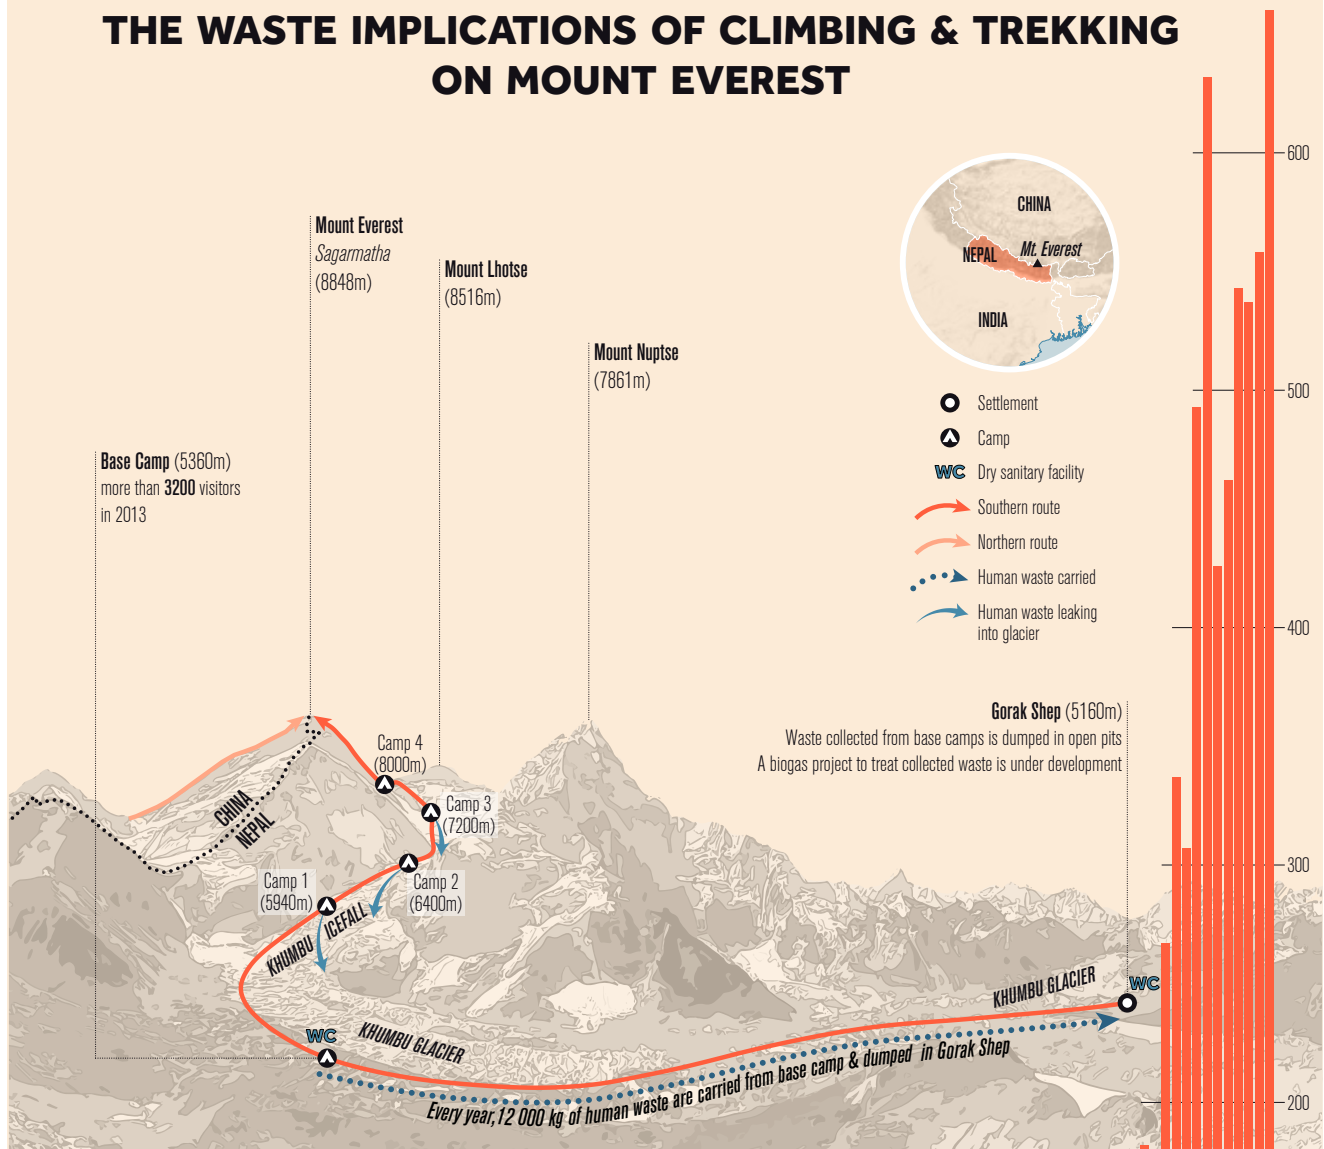 THE WASTE IMPLICATIONS OF CLIMBING & TREKKING
ON MOUNT EVEREST
600
CHINA
NEPAL
Mt. Everest
INDIA
Mount Everest
Sagarmatha
(8848m)
Mount Lhotse
(8516m)
Mount Nuptse
(7861m)
500
Settlement
Camp
WC Dry sanitary facility
Southern route
Northern route
Human waste carried
Human waste leaking
into glacier
Base Camp (5360m)
more than 3200 visitors
in 2013
400
Gorak Shep (5160m)
Waste collected from base camps is dumped in open pits
A biogas project to treat collected waste is under development
Camp 4
(8000m)
Camp 3
(7200m)
CHINA
NEPAL
Camp 2
(6400m)
Camp 1
(5940m)
300
KHUMBU ICEFALL
WC
KHUMBU GLACIER
KHUMBU GLACIER
WC
Every year, 12 000 kg of human waste are carried from base camp & dumped in Gorak Shep
200